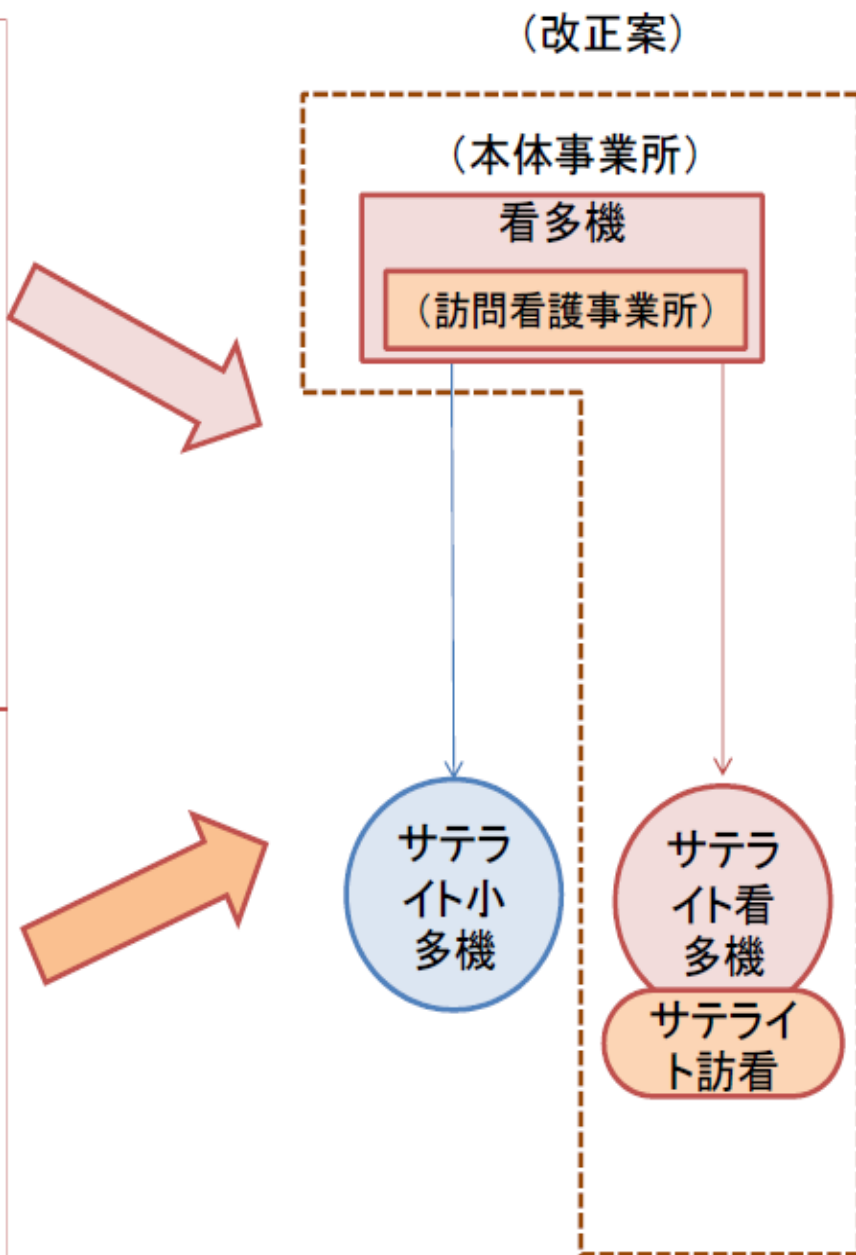 （改正案）
（本体事業所）
看多機
（訪問看護事業所）
サテラ
イト小
多機
サテラ
イト看
多機
サテライ
ト訪看